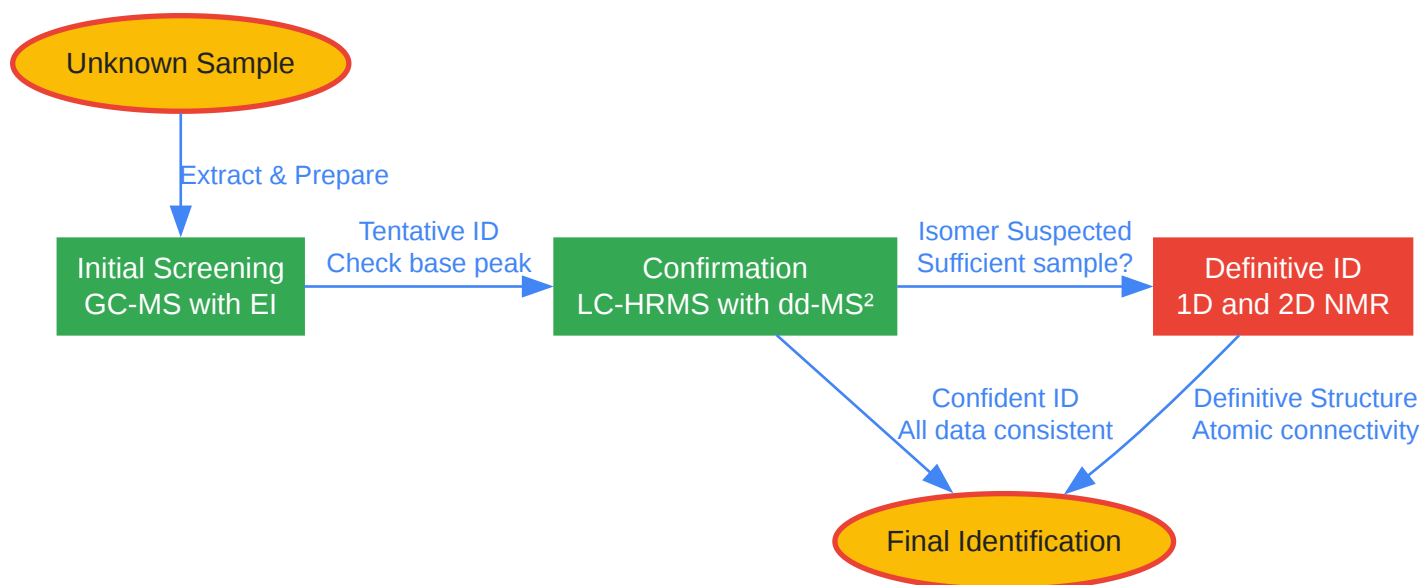 Unknown Sample
Extract & Prepare
Initial Screening
GC-MS with EI
Tentative ID
Check base peak
Confirmation
LC-HRMS with dd-MS²
Isomer Suspected
Sufficient sample?
Definitive ID
1D and 2D NMR
Confident ID
All data consistent
Definitive Structure
Atomic connectivity
Final Identification